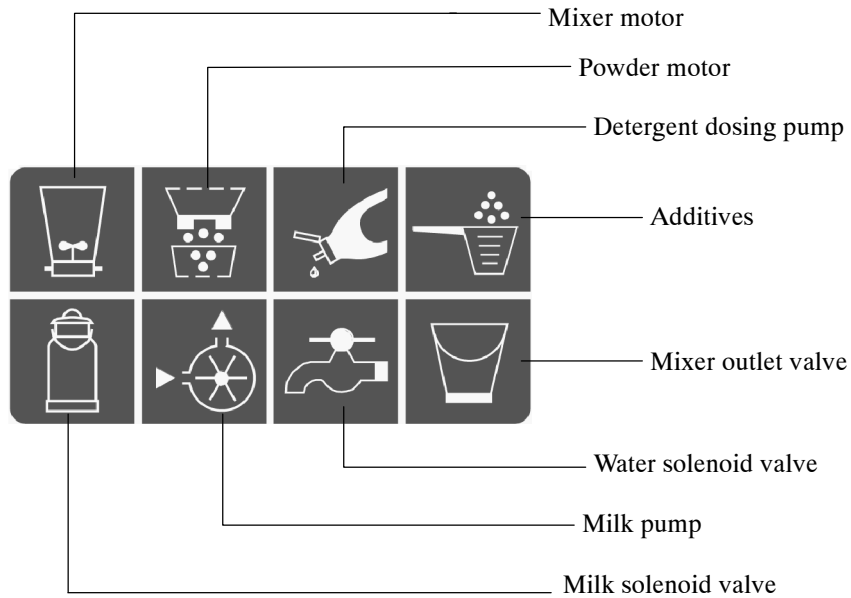 Mixer motor
Powder motor
Detergent dosing pump
Additives
Mixer outlet valve
Water solenoid valve
Milk pump
Milk solenoid valve